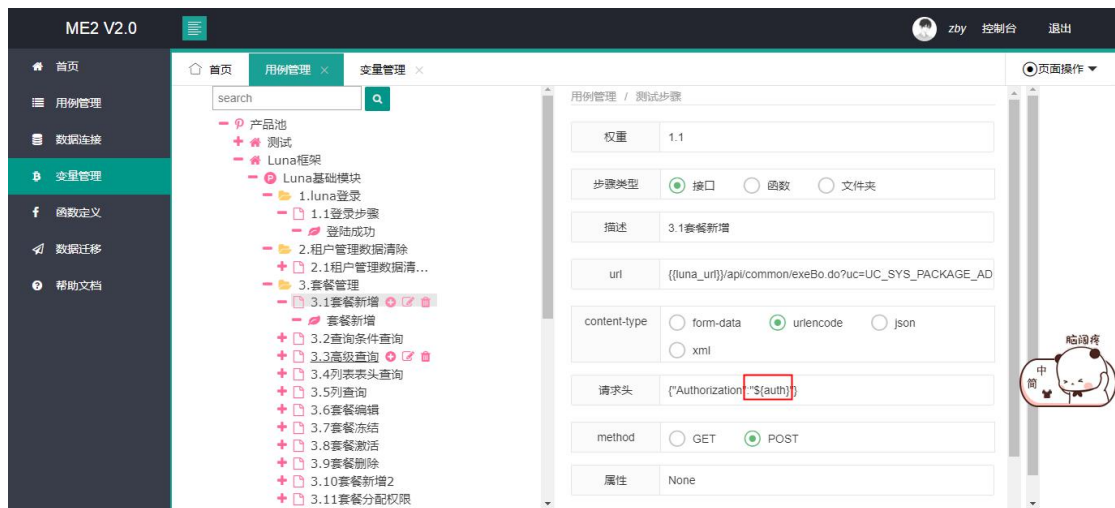 ME2 V2.0
zby 控制台 退出
首页
用例管理
数据连接
变量管理
函数定义
数据迁移
帮助文档
首页 用例管理 × 变量管理 × 页面操作
search
产品池
测试
Luna框架
Luna基础模块
1.luna登录
1.1登录步骤
登陆成功
2.租户管理数据清除
2.1租户管理数据清...
3.套餐管理
3.1套餐新增
套餐新增
3.2查询条件查询
3.3高级查询
3.4列表表头查询
3.5列查询
3.6套餐编辑
3.7套餐冻结
3.8套餐激活
3.9套餐删除
3.10套餐新增2
3.11套餐分配权限
用例管理 / 测试步骤
权重 1.1
步骤类型 接口 函数 文件夹
描述 3.1套餐新增
url {{luna_url}}/api/common/exeBo.do?uc=UC_SYS_PACKAGE_AD
content-type form-data urlencode json
xml
请求头 {"Authorization":"${auth}"}
method GET POST
属性 None
脑阔疼
中
简